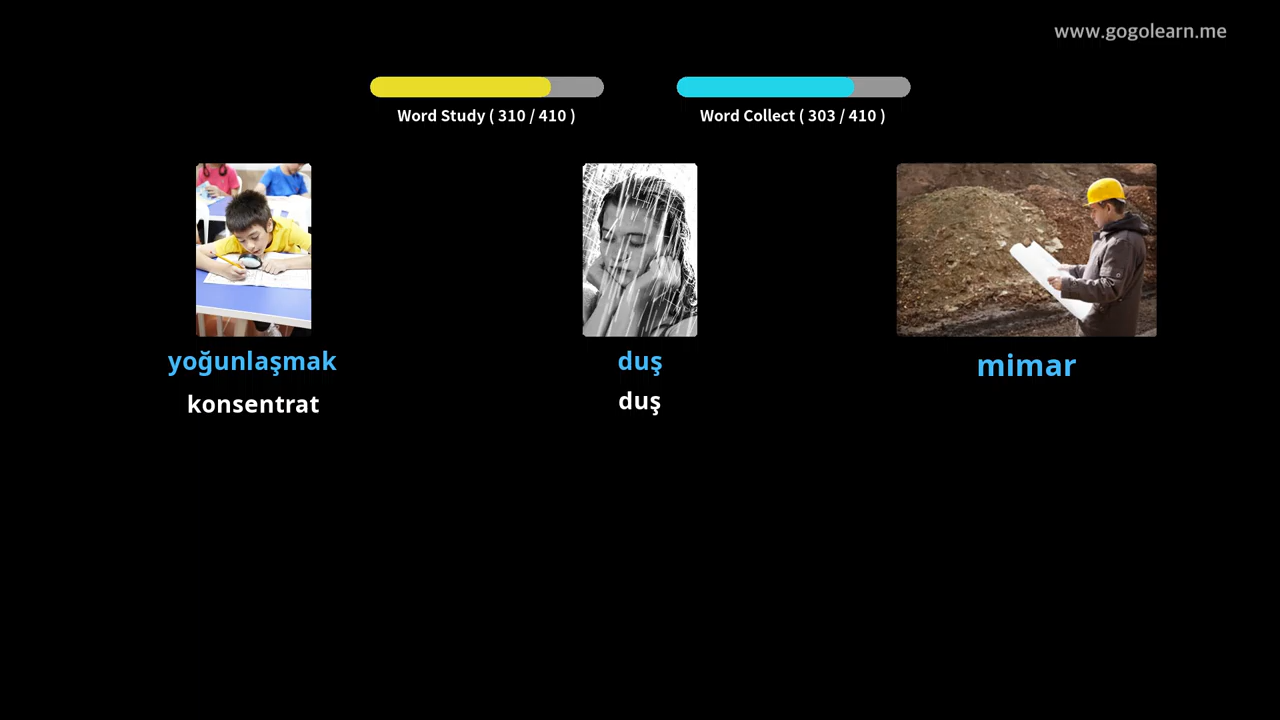 www.gogolearn.me
Word Study ( 310 / 410 )
Word Collect ( 303 / 410 )
yoğunlaşmak
konsentrat
duş
duş
mimar